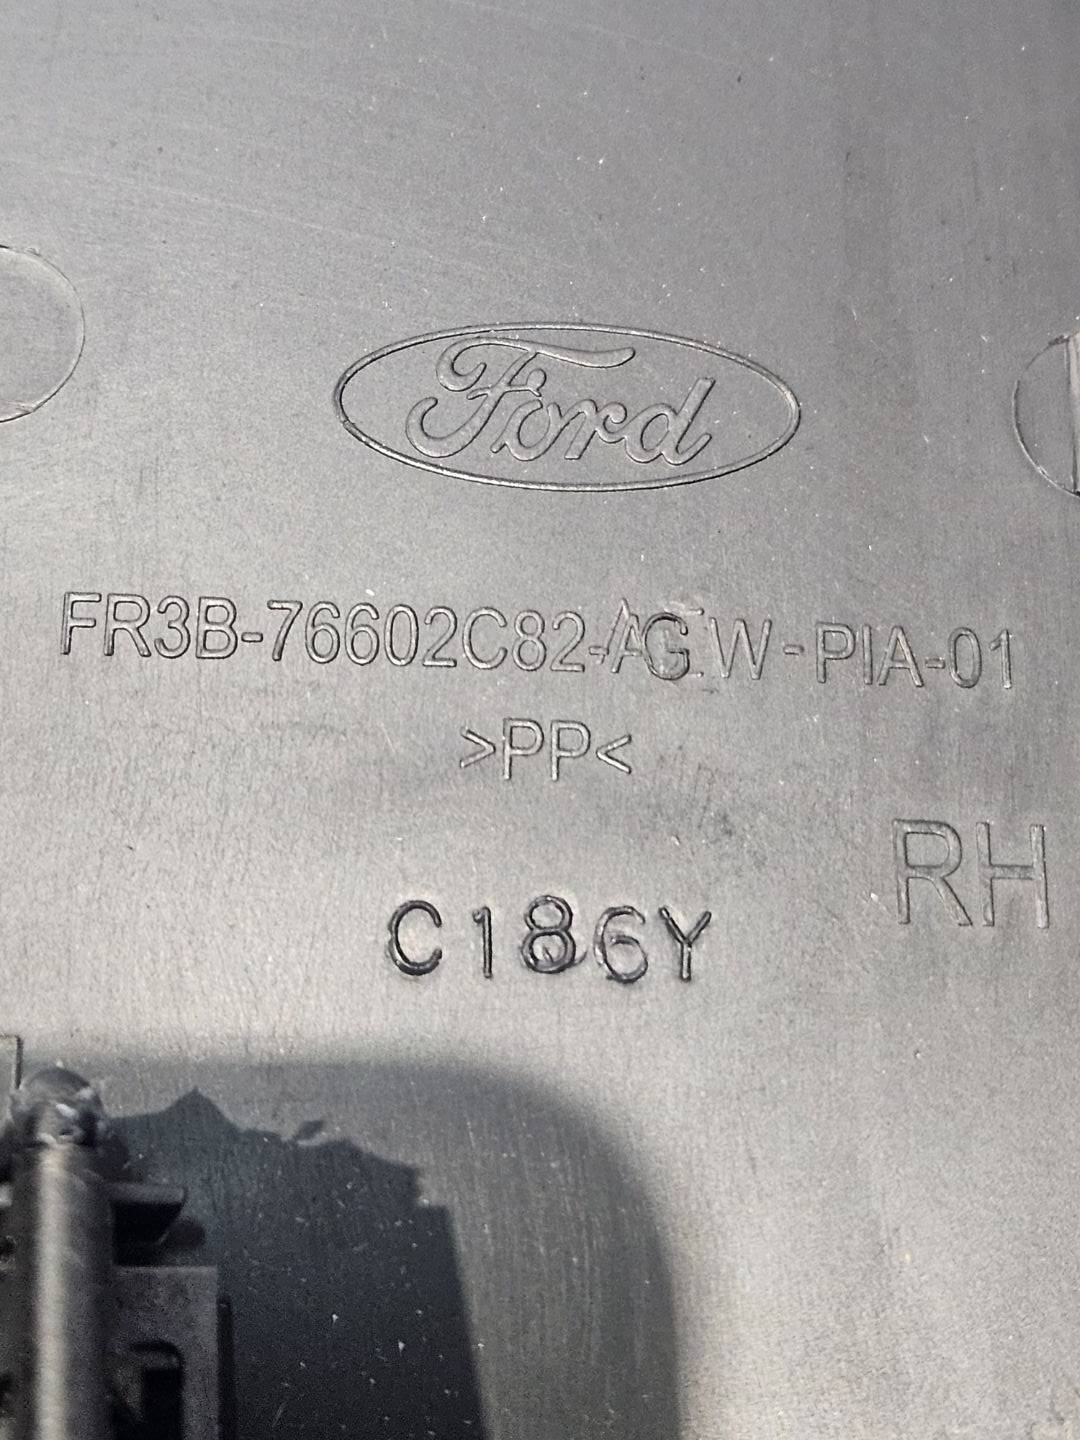 Ford
FR3B-76602C82-AGW-PIA-01
>PP<
RH
C186Y